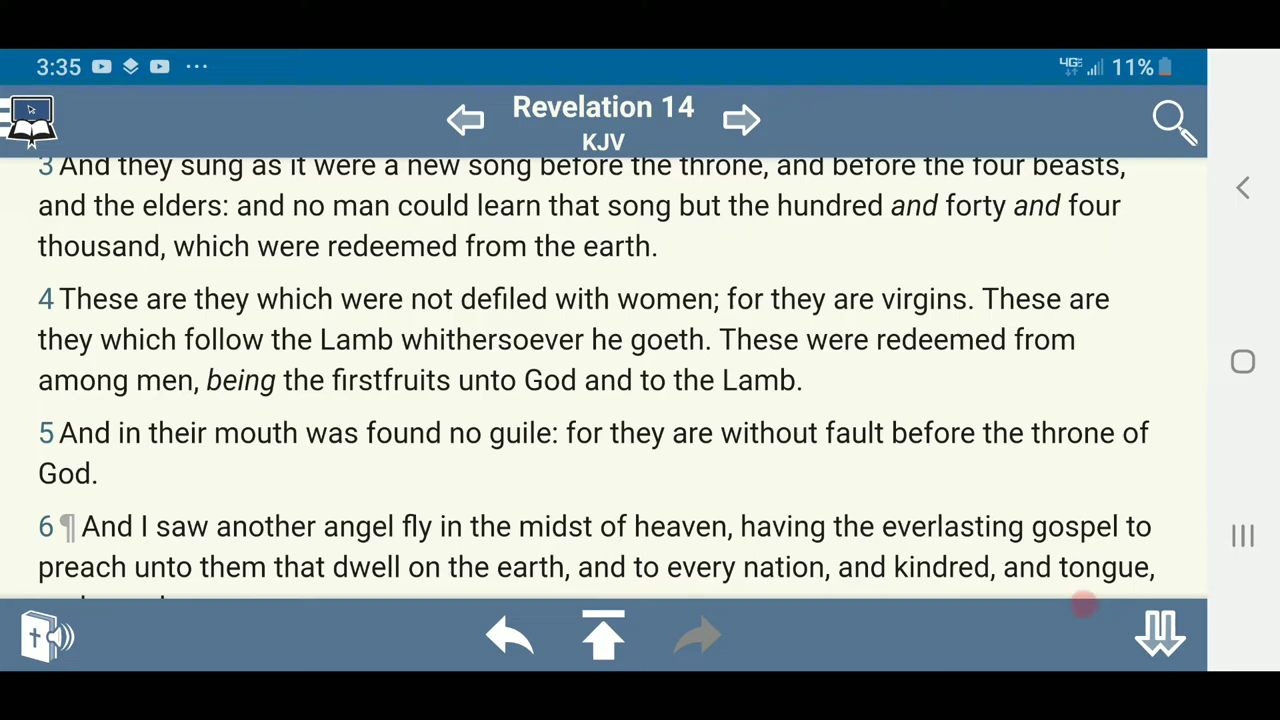 3:35 ... 4GE 11%
Revelation 14
KJV
3 And they sung as it were a new song before the throne, and before the four beasts,
and the elders: and no man could learn that song but the hundred and forty and four
thousand, which were redeemed from the earth.
4 These are they which were not defiled with women; for they are virgins. These are
they which follow the Lamb whithersoever he goeth. These were redeemed from
among men, being the firstfruits unto God and to the Lamb.
5 And in their mouth was found no guile: for they are without fault before the throne of
God.
6 ¶ And I saw another angel fly in the midst of heaven, having the everlasting gospel to
preach unto them that dwell on the earth, and to every nation, and kindred, and tongue,